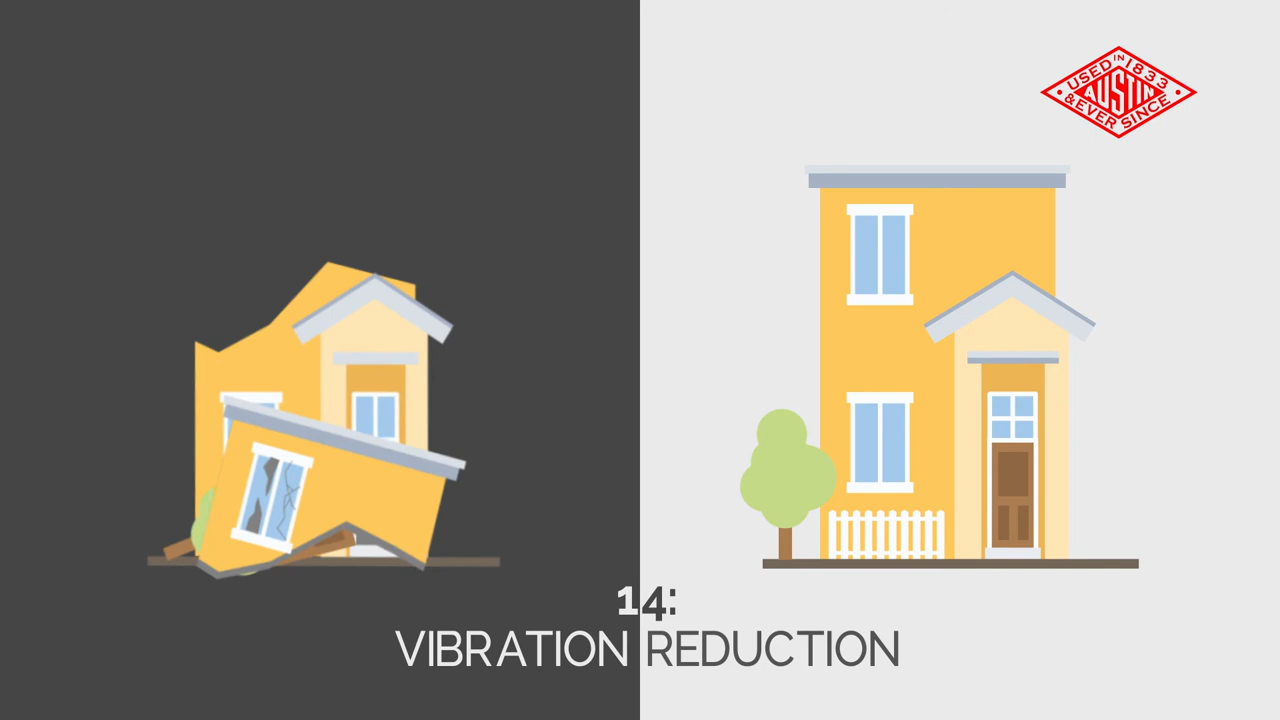 USED IN 1833
AUSTIN
& EVER SINCE
14:
VIBRATION REDUCTION